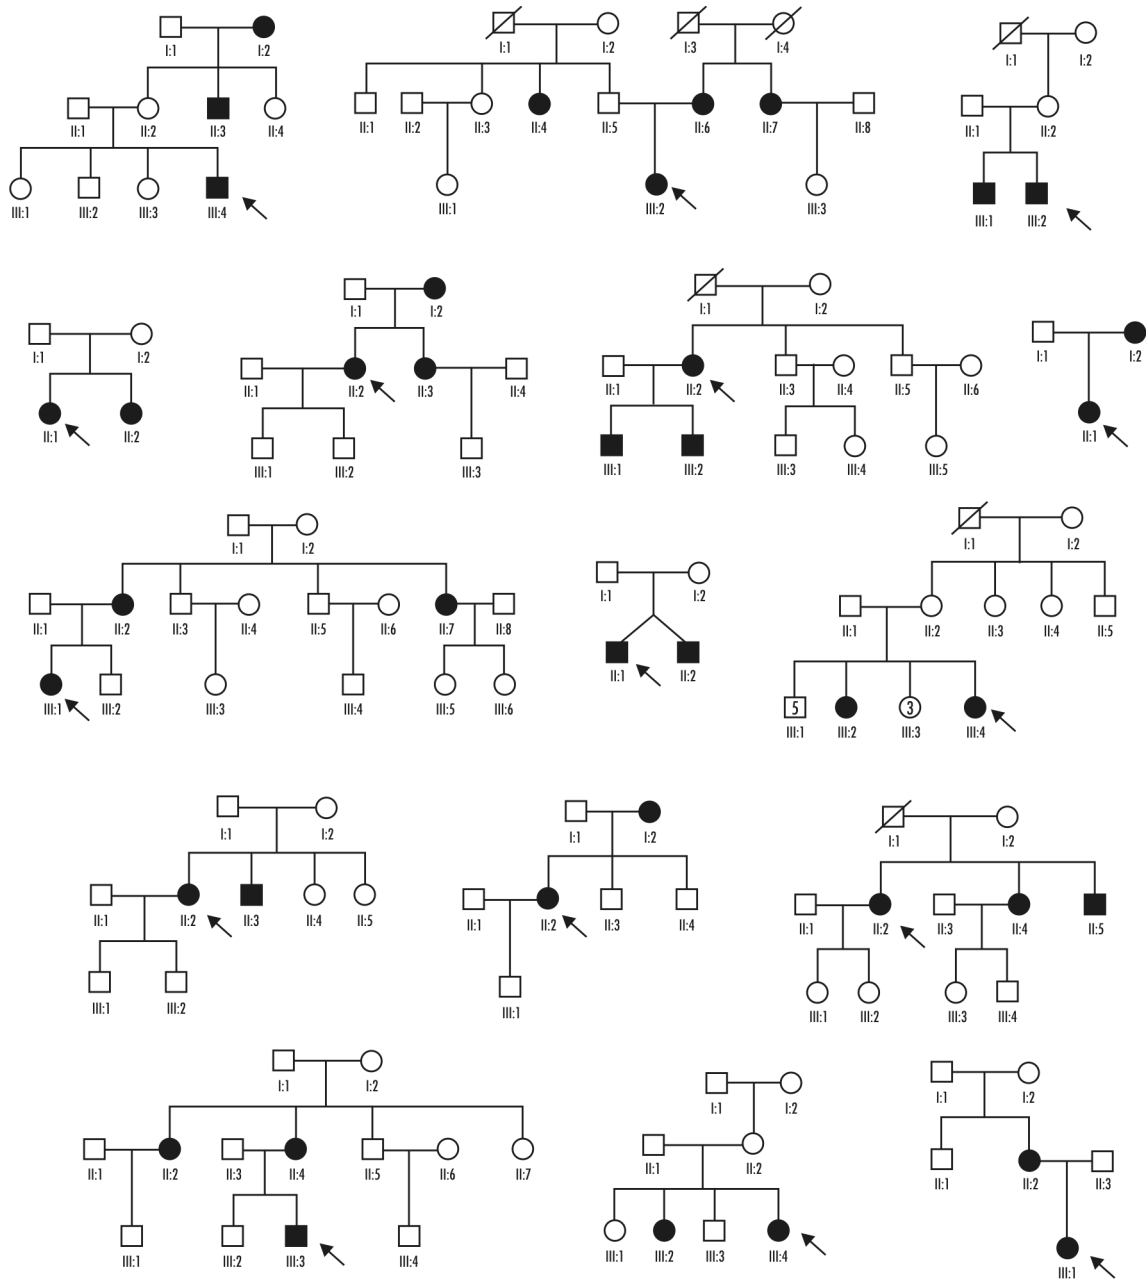 I:1 I:2
II:1 II:2 II:3 II:4
III:1 III:2 III:3 III:4
I:1 I:2 I:3 I:4
II:1 II:2 II:3 II:4 II:5 II:6 II:7 II:8
III:1 III:2 III:3
I:1 I:2
II:1 II:2
III:1 III:2
I:1 I:2
II:1 II:2
I:1 I:2
II:1 II:2 II:3 II:4
III:1 III:2 III:3
I:1 I:2
II:1 II:2 II:3 II:4 II:5 II:6
III:1 III:2 III:3 III:4 III:5
I:1 I:2
II:1
I:1 I:2
II:1 II:2 II:3 II:4 II:5 II:6 II:7 II:8
III:1 III:2 III:3 III:4 III:5 III:6
I:1 I:2
II:1 II:2
I:1 I:2
II:1 II:2 II:3 II:4 II:5
5 3
III:1 III:2 III:3 III:4
I:1 I:2
II:1 II:2 II:3 II:4 II:5
III:1 III:2
I:1 I:2
II:1 II:2 II:3 II:4
III:1
I:1 I:2
II:1 II:2 II:3 II:4 II:5
III:1 III:2 III:3 III:4
I:1 I:2
II:1 II:2 II:3 II:4 II:5 II:6 II:7
III:1 III:2 III:3 III:4
I:1 I:2
II:1 II:2
III:1 III:2 III:3 III:4
I:1 I:2
II:1 II:2 II:3
III:1